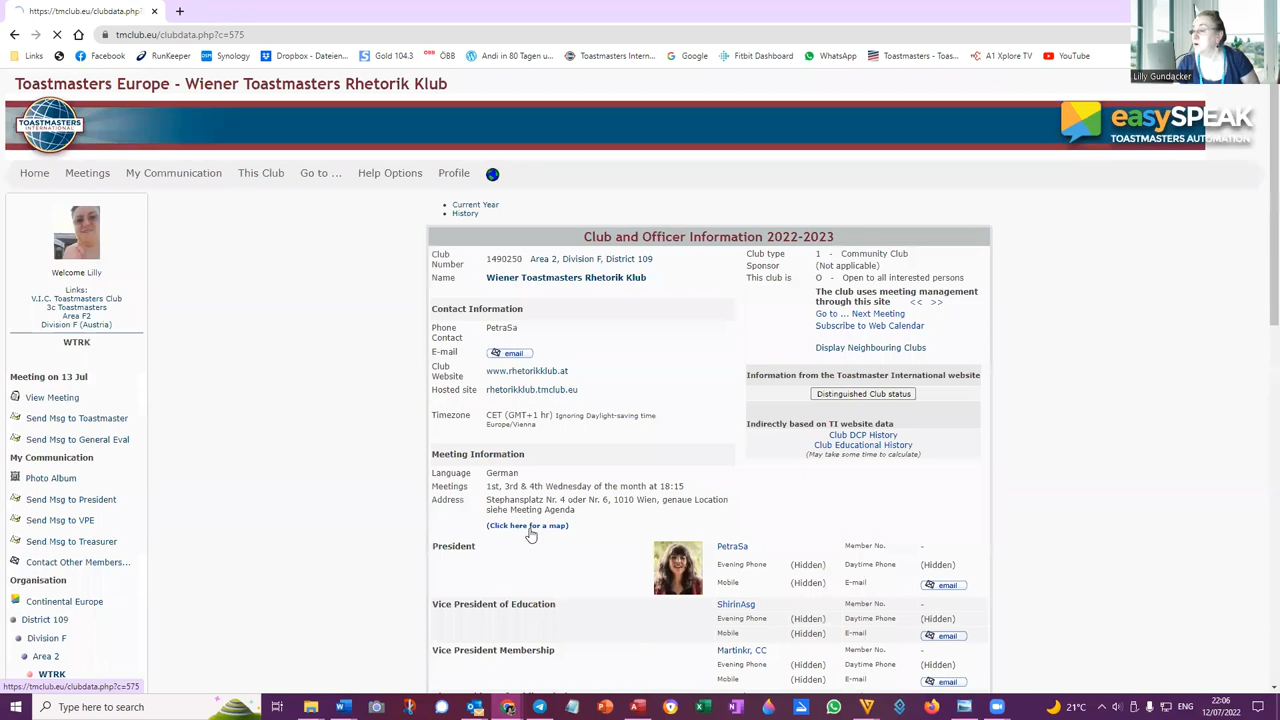 https://tmclub.eu/clubdata.php?c=
tmclub.eu/clubdata.php?c=575
Links
Facebook
RunKeeper
Synology
Dropbox - Dateien...
Gold 104.3
ÖBB
Andi in 80 Tagen u...
Toastmasters Intern...
Google
Fitbit Dashboard
WhatsApp
Toastmasters - Toas...
A1 Xplore TV
YouTube
Lilly Gundacker
Toastmasters Europe - Wiener Toastmasters Rhetorik Klub
TOASTMASTERS
INTERNATIONAL
easySPEAK
TOASTMASTERS AUTOMATION
Home
Meetings
My Communication
This Club
Go to ...
Help Options
Profile
Welcome Lilly
Links:
V.I.C. Toastmasters Club
3c Toastmasters
Area F2
Division F (Austria)
WTRK
Meeting on 13 Jul
View Meeting
Send Msg to Toastmaster
Send Msg to General Eval
My Communication
Photo Album
Send Msg to President
Send Msg to VPE
Send Msg to Treasurer
Contact Other Members...
Organisation
Continental Europe
District 109
Division F
Area 2
WTRK
Current Year
History
Club and Officer Information 2022-2023
Club Number 1490250 Area 2, Division F, District 109
Name Wiener Toastmasters Rhetorik Klub
Contact Information
Phone Contact PetraSa
E-mail email
Club Website www.rhetorikklub.at
Hosted site rhetorikklub.tmclub.eu
Timezone CET (GMT+1 hr) Ignoring Daylight-saving time
Europe/Vienna
Meeting Information
Language German
Meetings 1st, 3rd & 4th Wednesday of the month at 18:15
Address Stephansplatz Nr. 4 oder Nr. 6, 1010 Wien, genaue Location
siehe Meeting Agenda
(Click here for a map)
Club type 1 - Community Club
Sponsor (Not applicable)
This club is O - Open to all interested persons
The club uses meeting management
through this site << >>
Go to ... Next Meeting
Subscribe to Web Calendar
Display Neighbouring Clubs
Information from the Toastmaster International website
Distinguished Club status
Indirectly based on TI website data
Club DCP History
Club Educational History
(May take some time to calculate)
President PetraSa Member No. -
Evening Phone (Hidden) Daytime Phone (Hidden)
Mobile (Hidden) E-mail email
Vice President of Education ShirinAsg Member No. -
Evening Phone (Hidden) Daytime Phone (Hidden)
Mobile (Hidden) E-mail email
Vice President Membership Martinkr, CC Member No. -
Evening Phone (Hidden) Daytime Phone (Hidden)
Mobile (Hidden) E-mail email
https://tmclub.eu/clubdata.php?c=575
Type here to search
21°C
22:06
12/07/2022